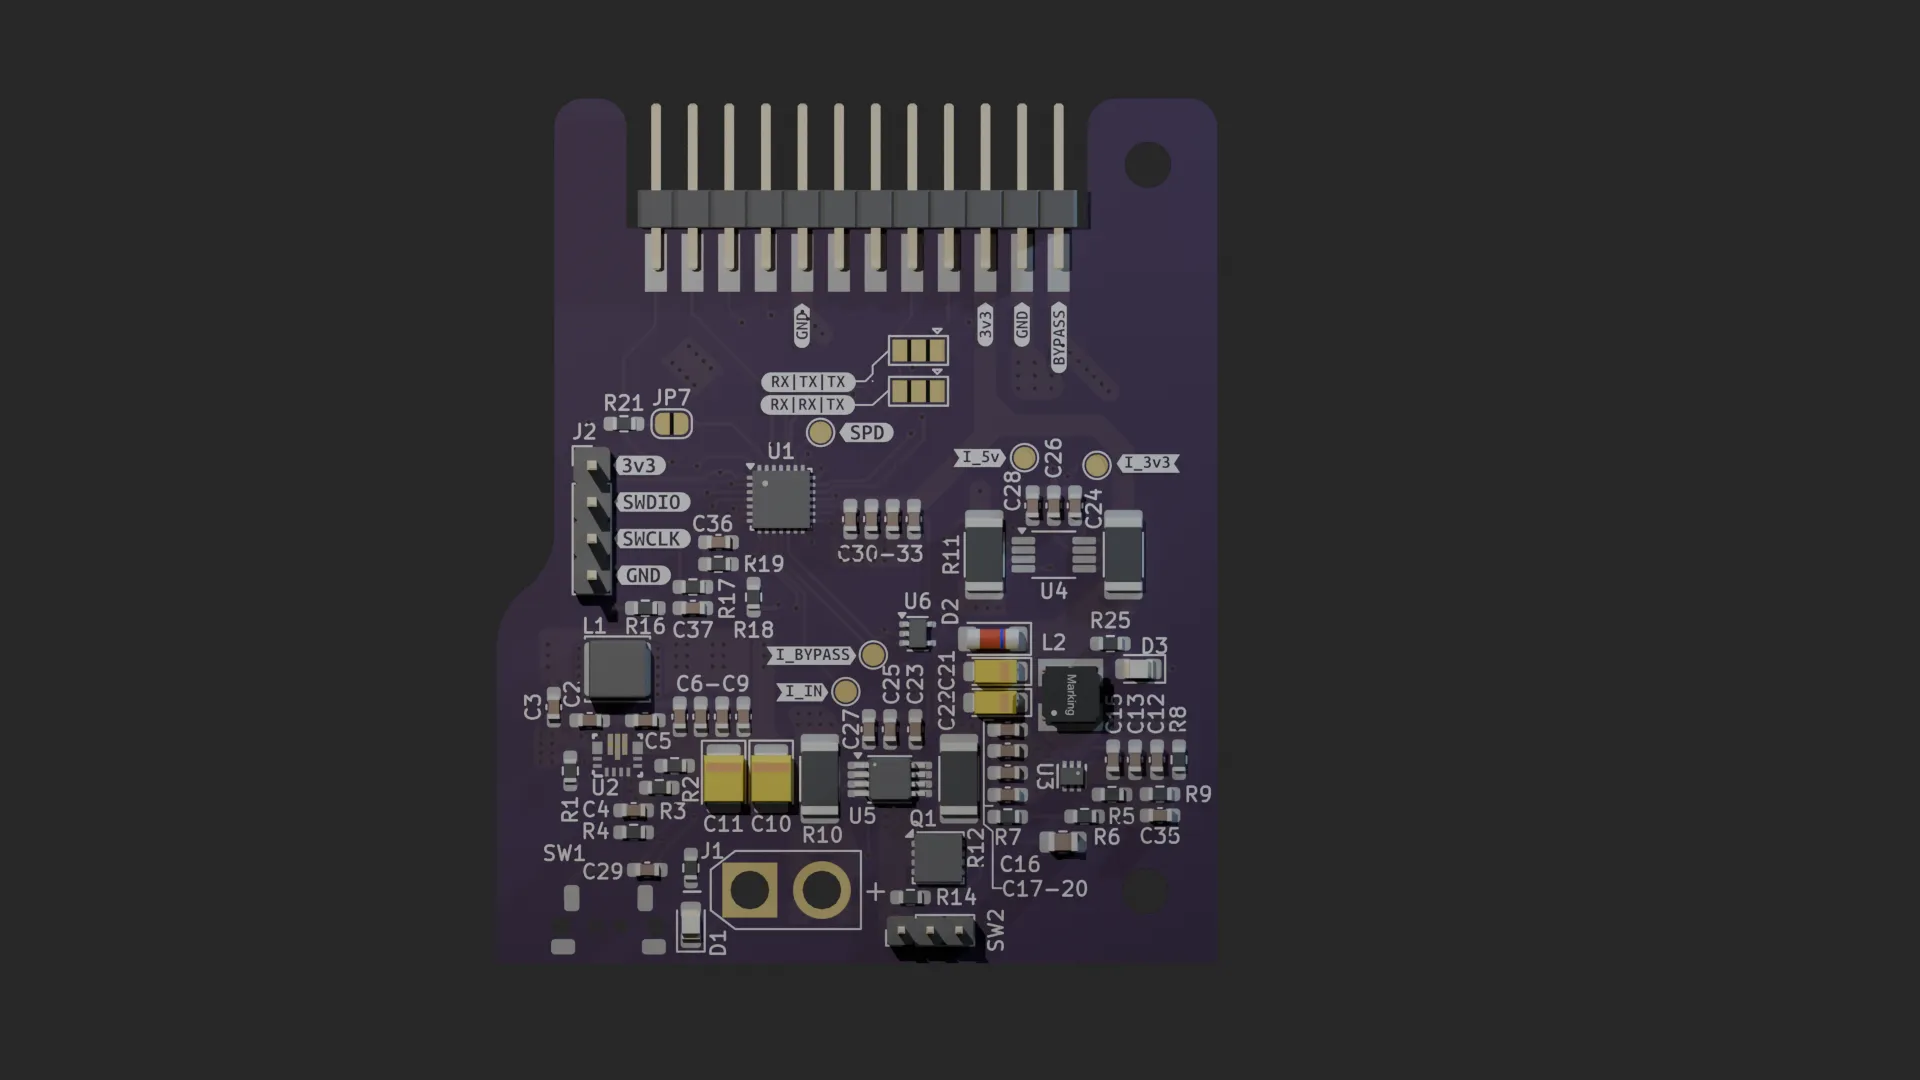 GND
3v3
GND
BYPASS
RX|TX|TX
RX|RX|TX
R21
JP7
J2
SPD
U1
3v3
SWDIO
SWCLK
GND
I_5v
C26
I_3v3
C28
C24
C36
R19
C30-33
R11
U4
R17
R16
C37
R18
L1
U6
D2
R25
L2
D3
I_BYPASS
I_IN
C6-C9
C3
C2
C5
C25
C23
C21
C22
C27
Marking
C15
C13
C12
R8
U2
R2
R1
C4
R3
R4
C11
C10
R10
U5
Q1
U3
R9
R5
R6
C35
R7
R12
SW1
C29
J1
C16
C17-20
+
R14
D1
SW2